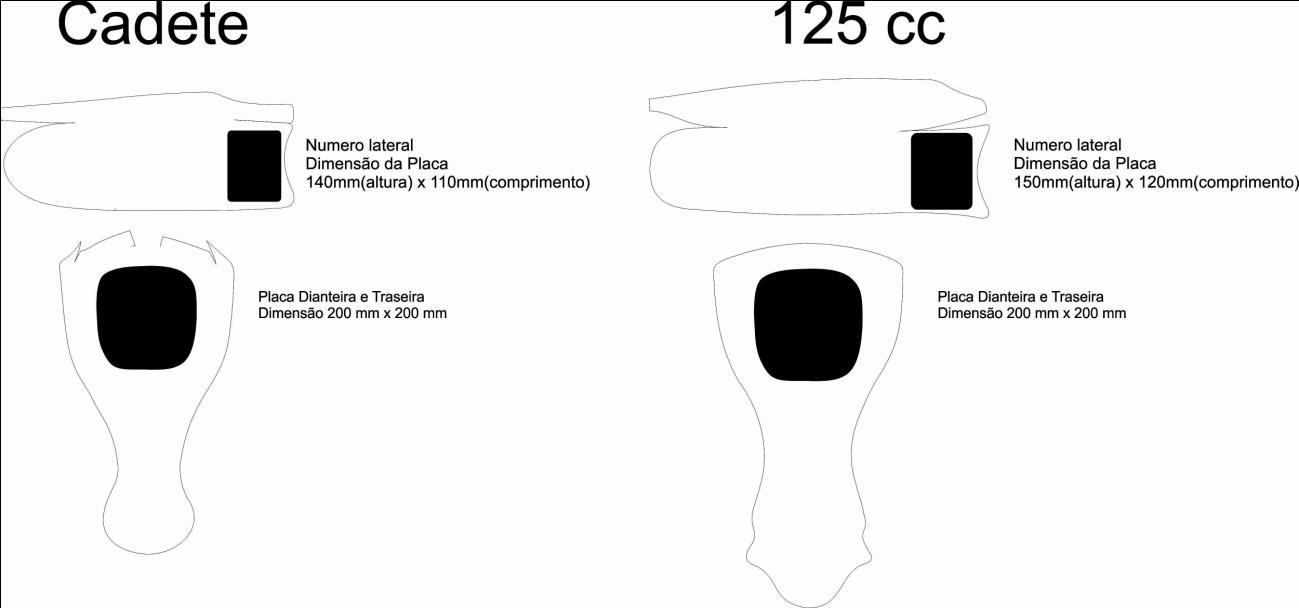 Cadete
Numero lateral
Dimensão da Placa
140mm(altura) x 110mm(comprimento)
Placa Dianteira e Traseira
Dimensão 200 mm x 200 mm
125 cc
Numero lateral
Dimensão da Placa
150mm(altura) x 120mm(comprimento)
Placa Dianteira e Traseira
Dimensão 200 mm x 200 mm